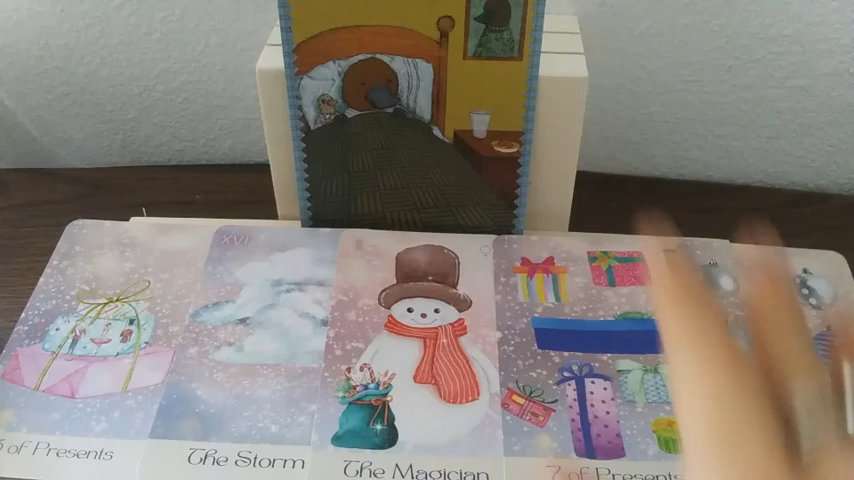 XVI
of Presents
The Storm
The Magician
7 of Presents